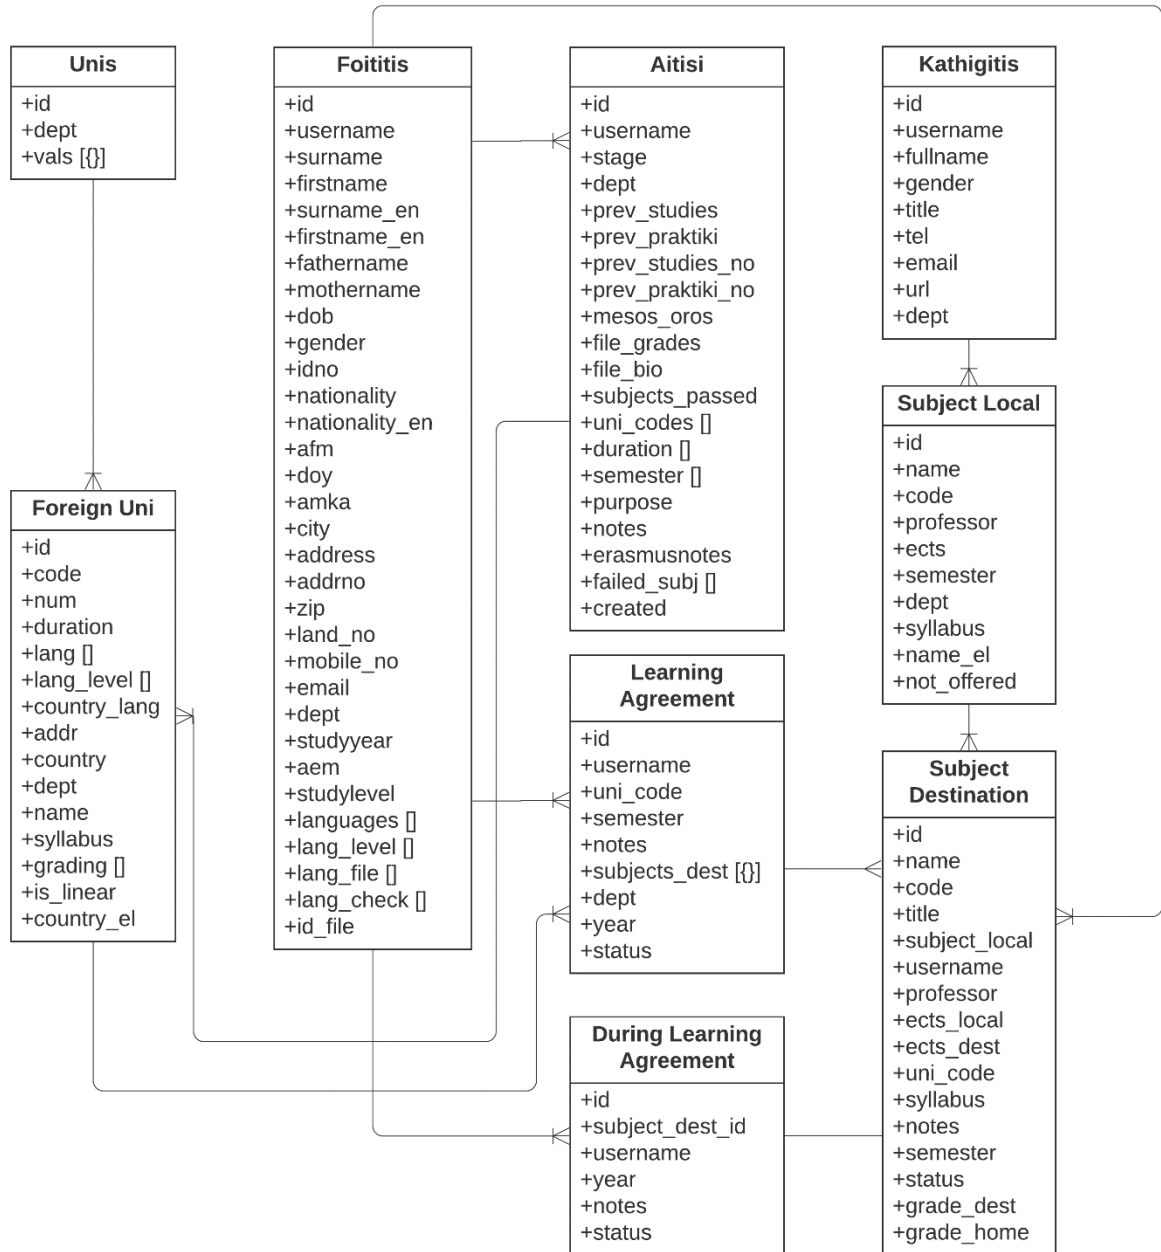 Unis
+id
+dept
+vals [{}]
Foititis
+id
+username
+surname
+firstname
+surname_en
+firstname_en
+fathername
+mothername
+dob
+gender
+idno
+nationality
+nationality_en
+afm
+doy
+amka
+city
+address
+addrno
+zip
+land_no
+mobile_no
+email
+dept
+studyyear
+aem
+studylevel
+languages []
+lang_level []
+lang_file []
+lang_check []
+id_file
Aitisi
+id
+username
+stage
+dept
+prev_studies
+prev_praktiki
+prev_studies_no
+prev_praktiki_no
+mesos_oros
+file_grades
+file_bio
+subjects_passed
+uni_codes []
+duration []
+semester []
+purpose
+notes
+erasmusnotes
+failed_subj []
+created
Kathigitis
+id
+username
+fullname
+gender
+title
+tel
+email
+url
+dept
Subject Local
+id
+name
+code
+professor
+ects
+semester
+dept
+syllabus
+name_el
+not_offered
Foreign Uni
+id
+code
+num
+duration
+lang []
+lang_level []
+country_lang
+addr
+country
+dept
+name
+syllabus
+grading []
+is_linear
+country_el
Learning
Agreement
+id
+username
+uni_code
+semester
+notes
+subjects_dest [{}]
+dept
+year
+status
Subject
Destination
+id
+name
+code
+title
+subject_local
+username
+professor
+ects_local
+ects_dest
+uni_code
+syllabus
+notes
+semester
+status
+grade_dest
+grade_home
During Learning
Agreement
+id
+subject_dest_id
+username
+year
+notes
+status